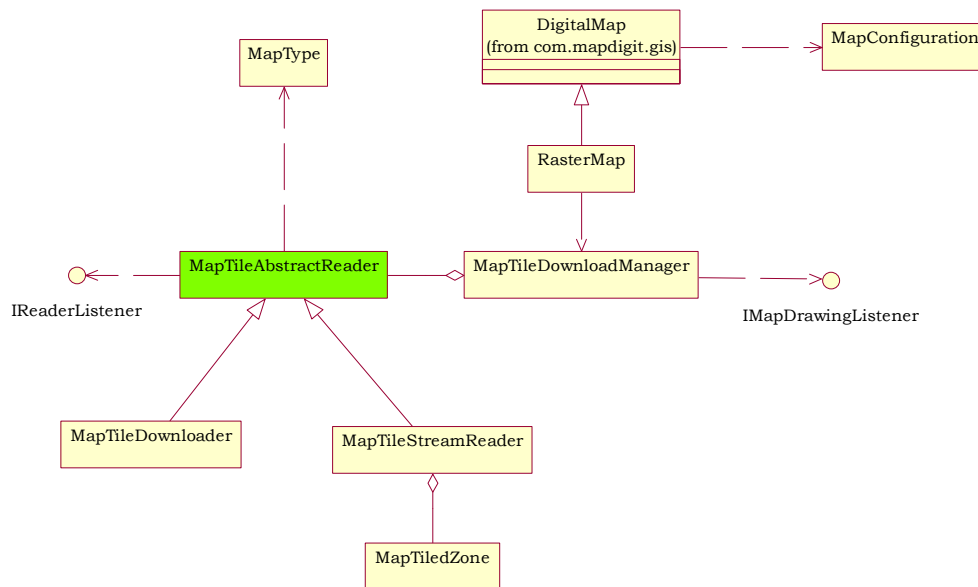 DigitalMap
(from com.mapdigit.gis)
MapConfiguration
MapType
RasterMap
MapTileAbstractReader
MapTileDownloadManager
IReaderListener
IMapDrawingListener
MapTileDownloader
MapTileStreamReader
MapTiledZone